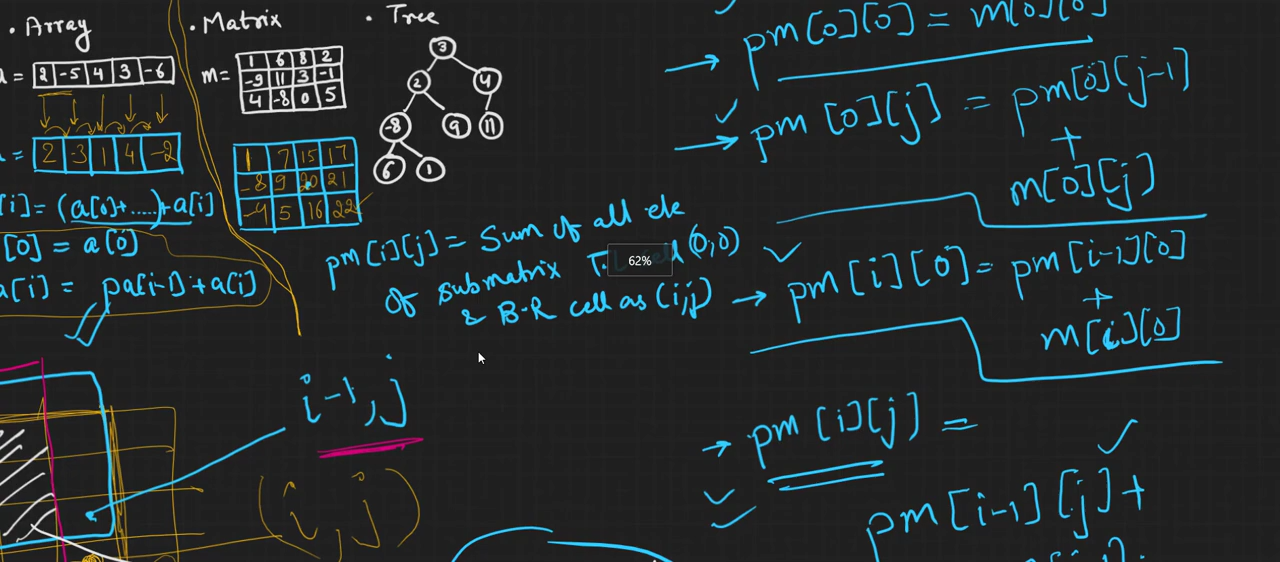 • Array
• Matrix
• Tree
= 2 -5 4 3 -6
m= 1 6 8 2
-9 11 3 -1
4 -8 0 5
3
2 4
-8 9 11
6 1
= 2 -3 1 4 -2
1 7 15 17
-8 9 20 21
-4 5 16 22
[i] = (a[0]+.....)+a[i]
[0] = a[0]
a[i] = pa[i-1]+a[i]
pm[i][j] = Sum of all ele
of submatrix (0,0)
& B-R cell as (i,j)
62%
i-1, j
(i, j)
pm[0][0] = m[0][0]
pm[0][j] = pm[0][j-1]
+
m[0][j]
pm[i][0] = pm[i-1][0]
+
m[i][0]
pm[i][j] =
pm[i-1][j] +